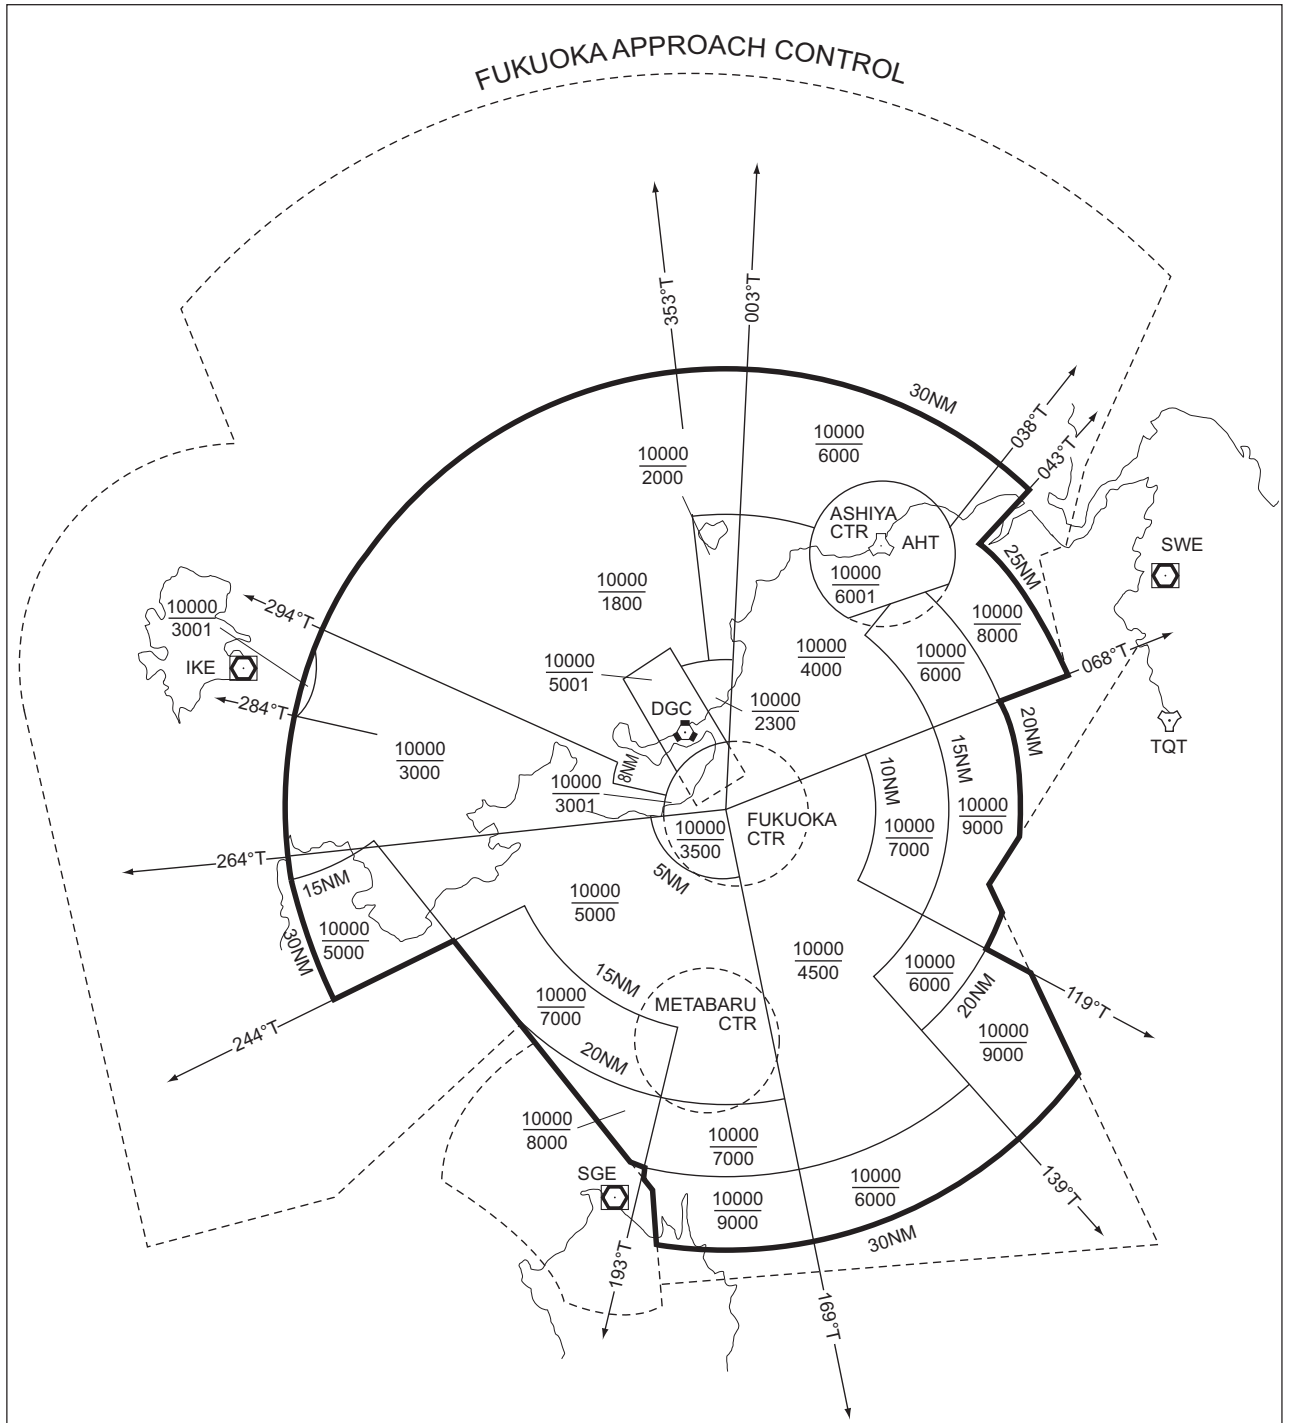 FUKUOKA APPROACH CONTROL
353°T
003°T
30NM
038°T
043°T
10000
6000
10000
2000
ASHIYA
CTR
AHT
25NM
SWE
10000
6001
10000
1800
10000
3001
294°T
10000
8000
IKE
10000
4000
10000
6000
068°T
10000
5001
284°T
DGC
10000
2300
20NM
TQT
10000
3000
8NM
15NM
10NM
10000
3001
10000
9000
10000
3500
FUKUOKA
CTR
10000
7000
264°T
15NM
5NM
10000
5000
10000
5000
30NM
10000
4500
10000
6000
15NM
20NM
119°T
METABARU
CTR
10000
7000
244°T
20NM
10000
9000
10000
8000
10000
7000
SGE
10000
6000
139°T
10000
9000
30NM
193°T
169°T